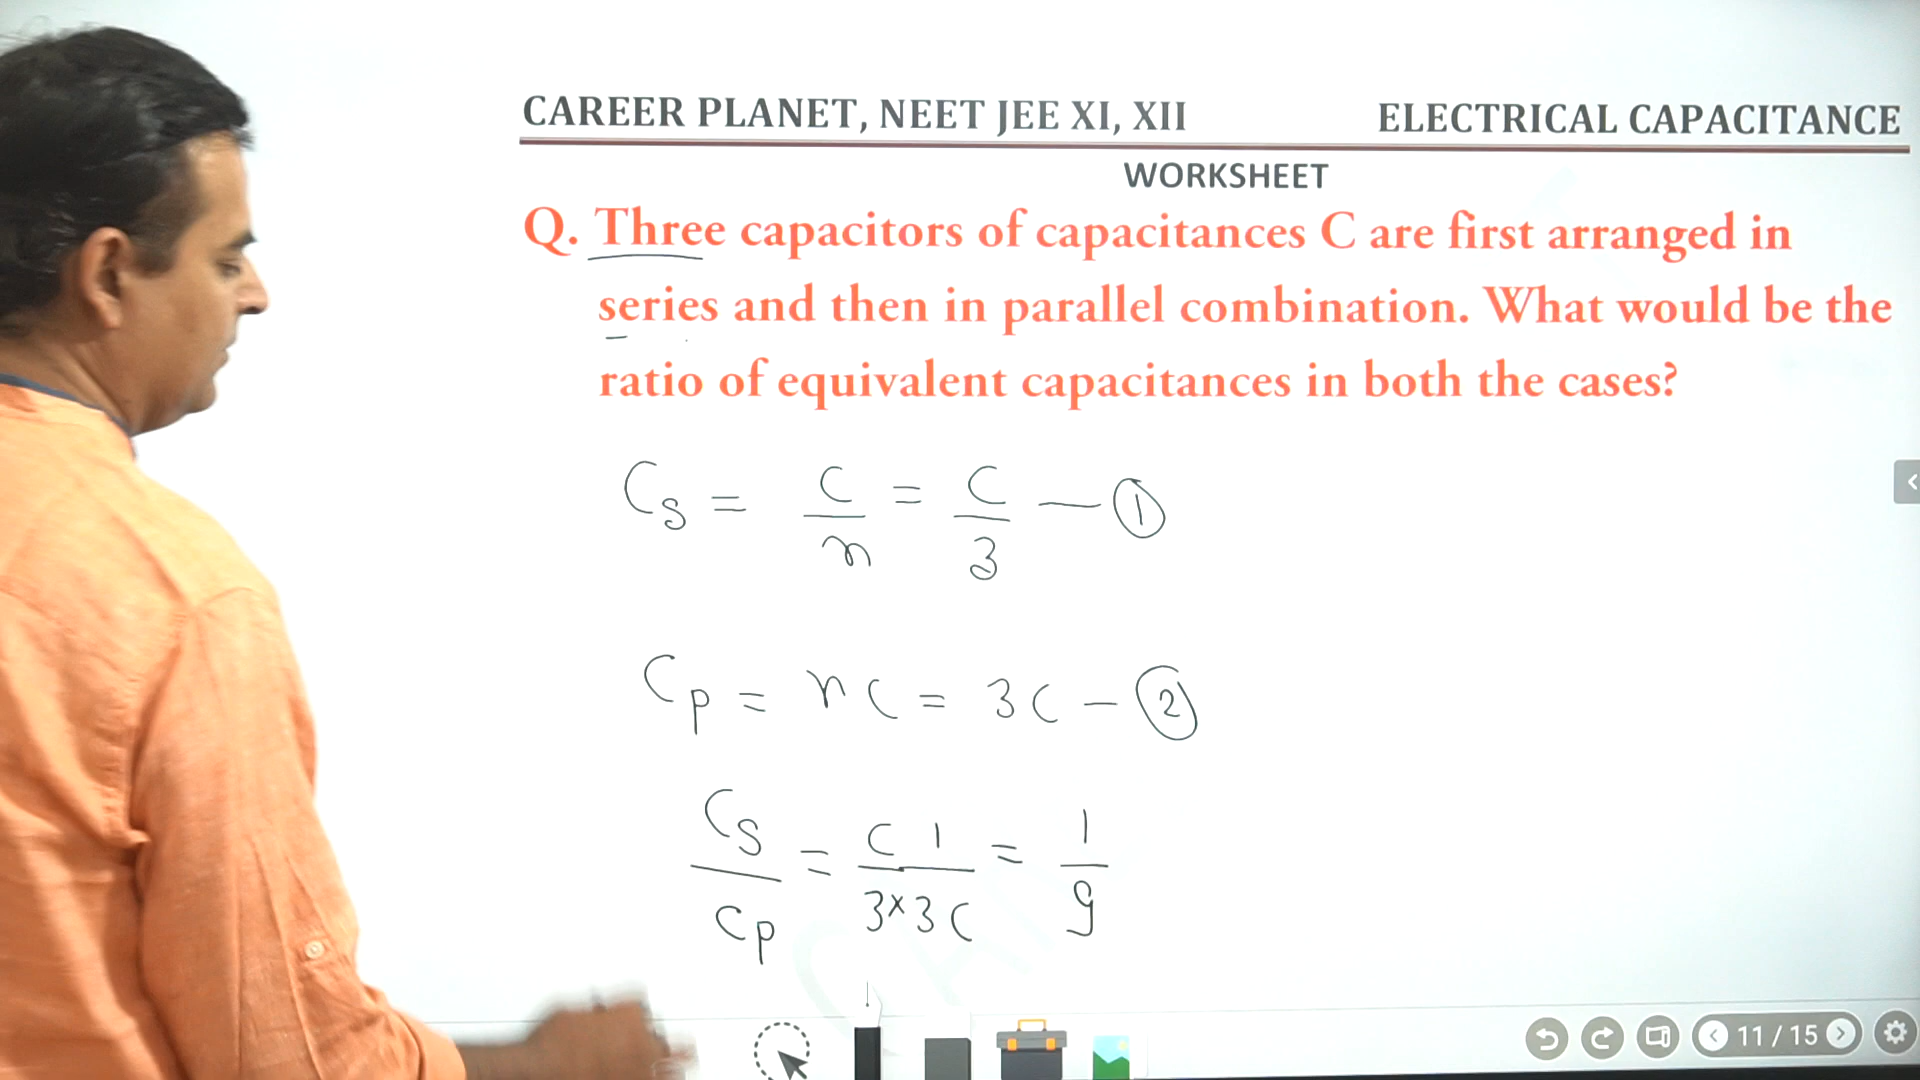 CAREER PLANET, NEET JEE XI, XII ELECTRICAL CAPACITANCE
WORKSHEET
Q. Three capacitors of capacitances C are first arranged in
series and then in parallel combination. What would be the
ratio of equivalent capacitances in both the cases?
Cs = C/n = C/3 — ①
Cp = nC = 3C — ②
Cs/Cp = C 1/3×3C = 1/9
11 / 15